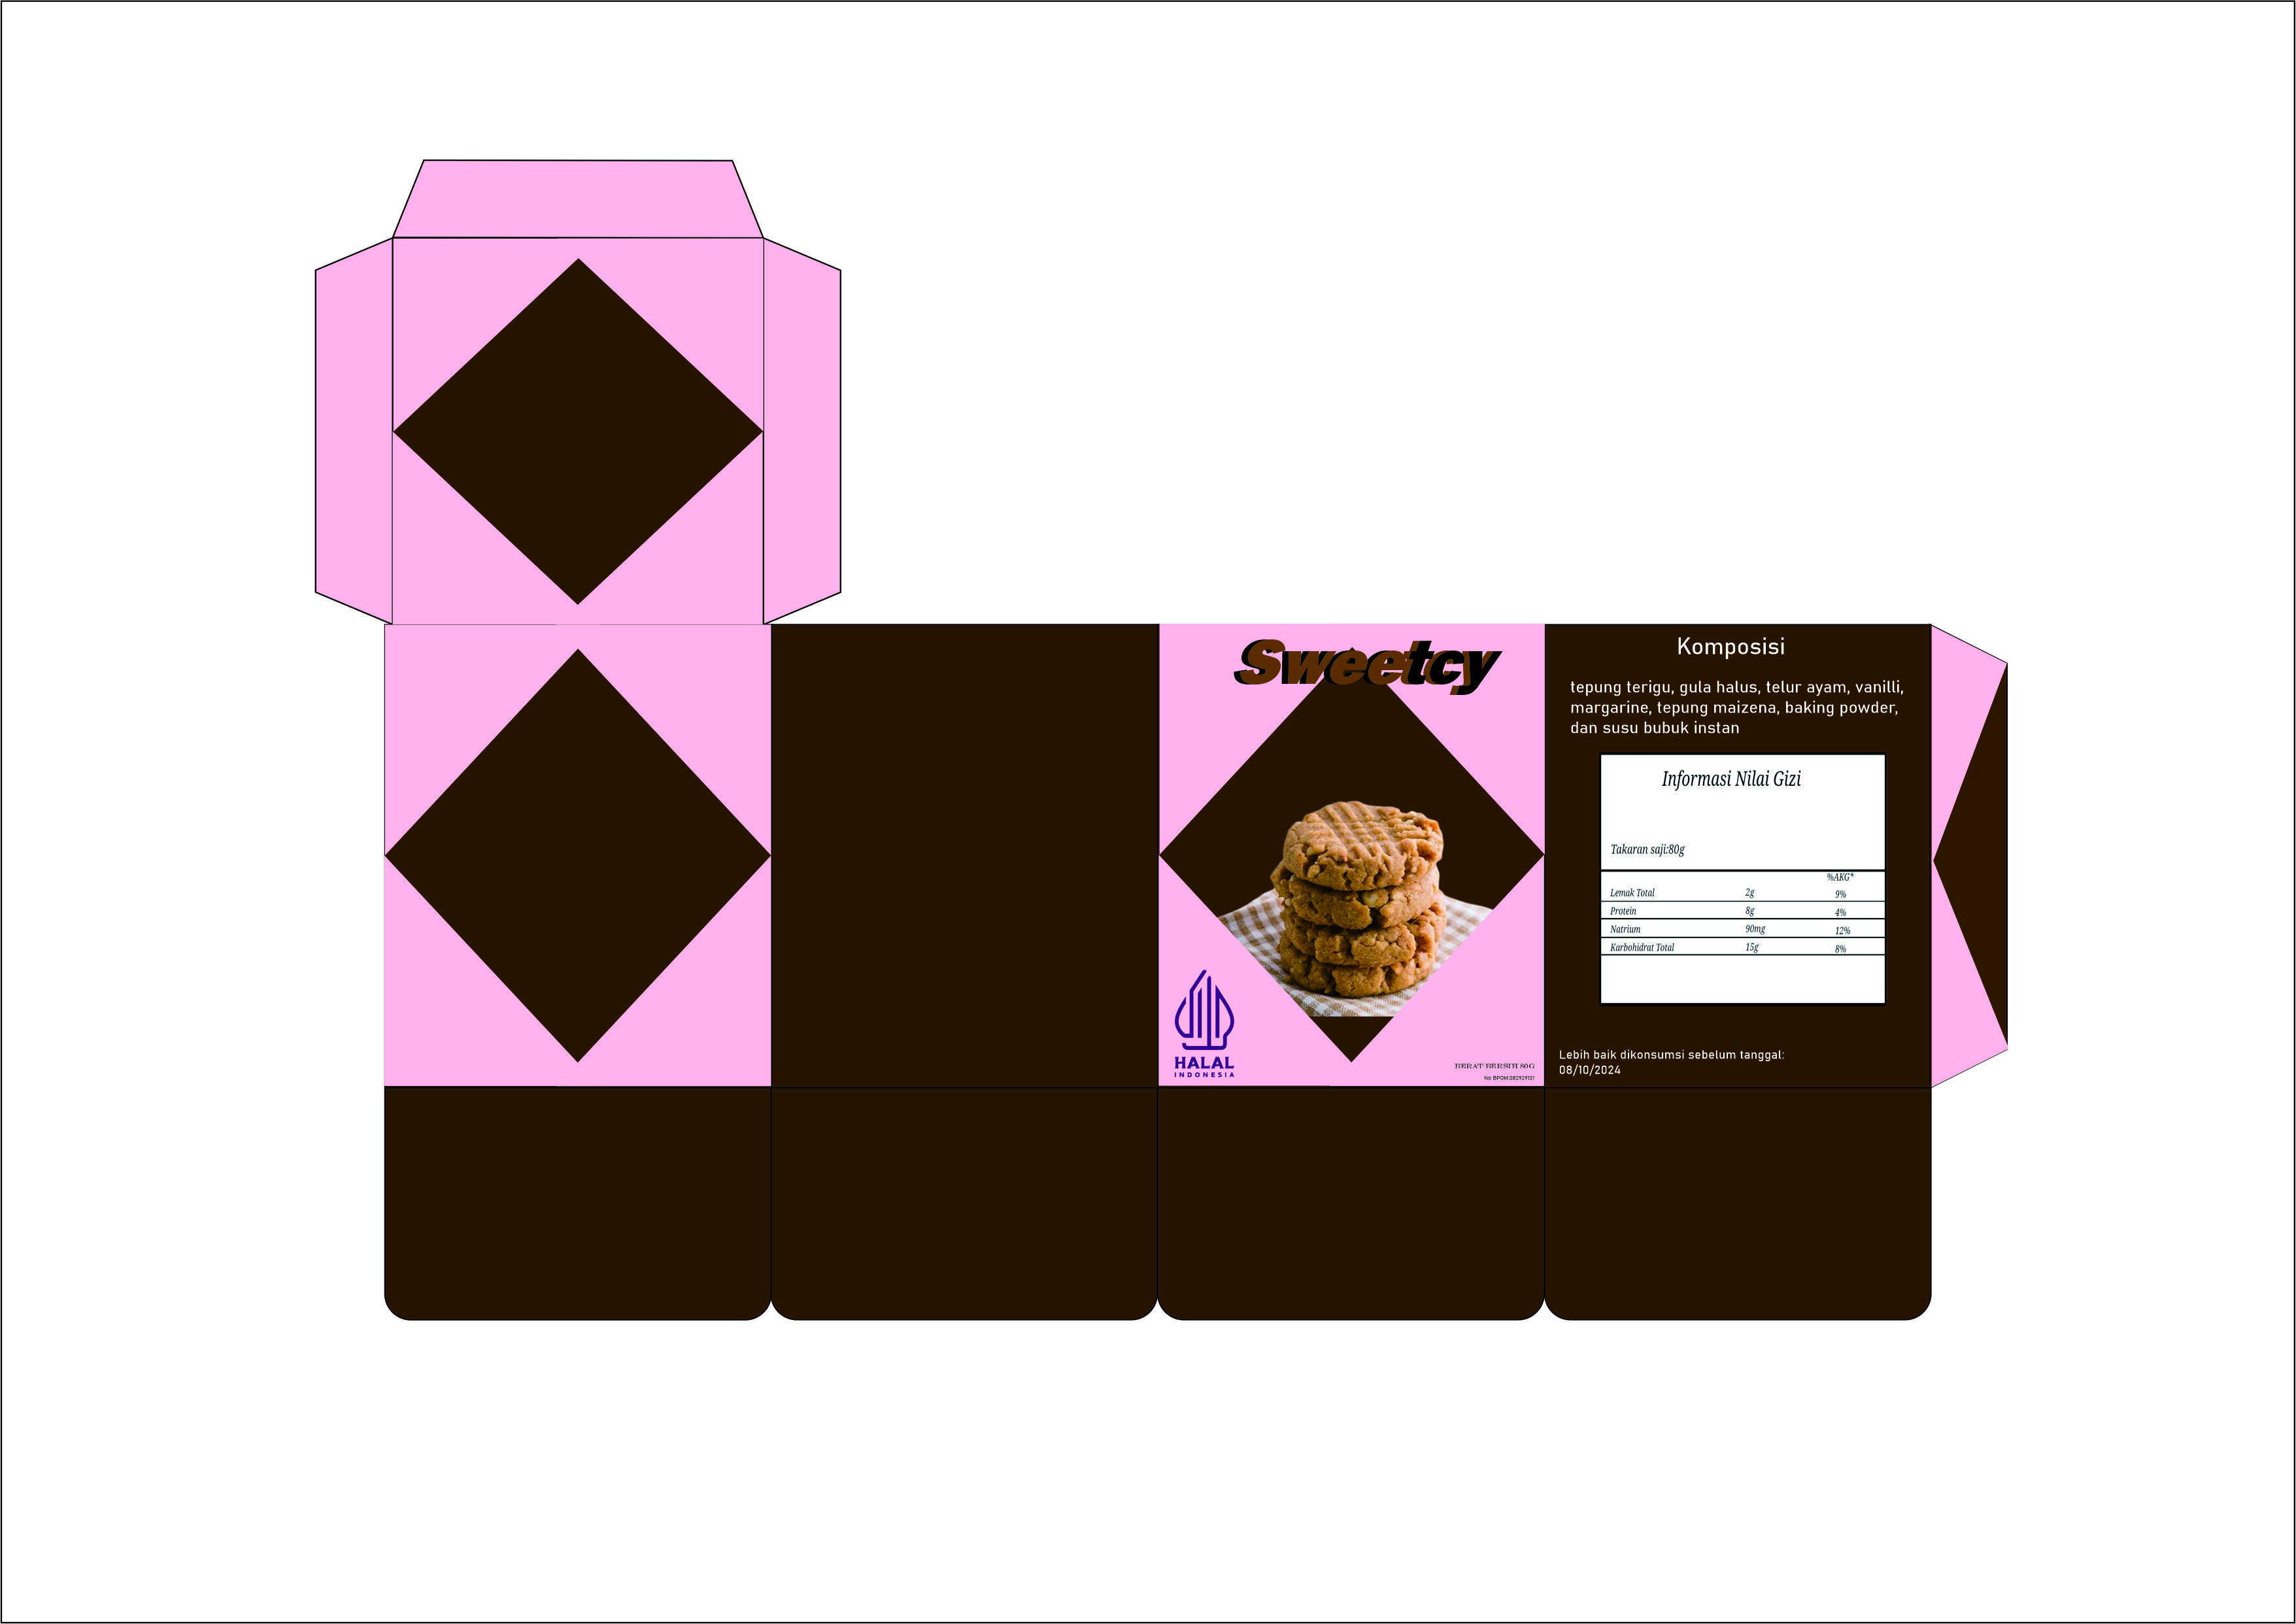 Sweetcy
HALAL
INDONESIA
BERAT BERSIH 80G
No BPOM:082929101
Komposisi
tepung terigu, gula halus, telur ayam, vanilli,
margarine, tepung maizena, baking powder,
dan susu bubuk instan
Informasi Nilai Gizi
Takaran saji:80g
%AKG*
Lemak Total 2g 9%
Protein 8g 4%
Natrium 90mg 12%
Karbohidrat Total 15g 8%
Lebih baik dikonsumsi sebelum tanggal:
08/10/2024